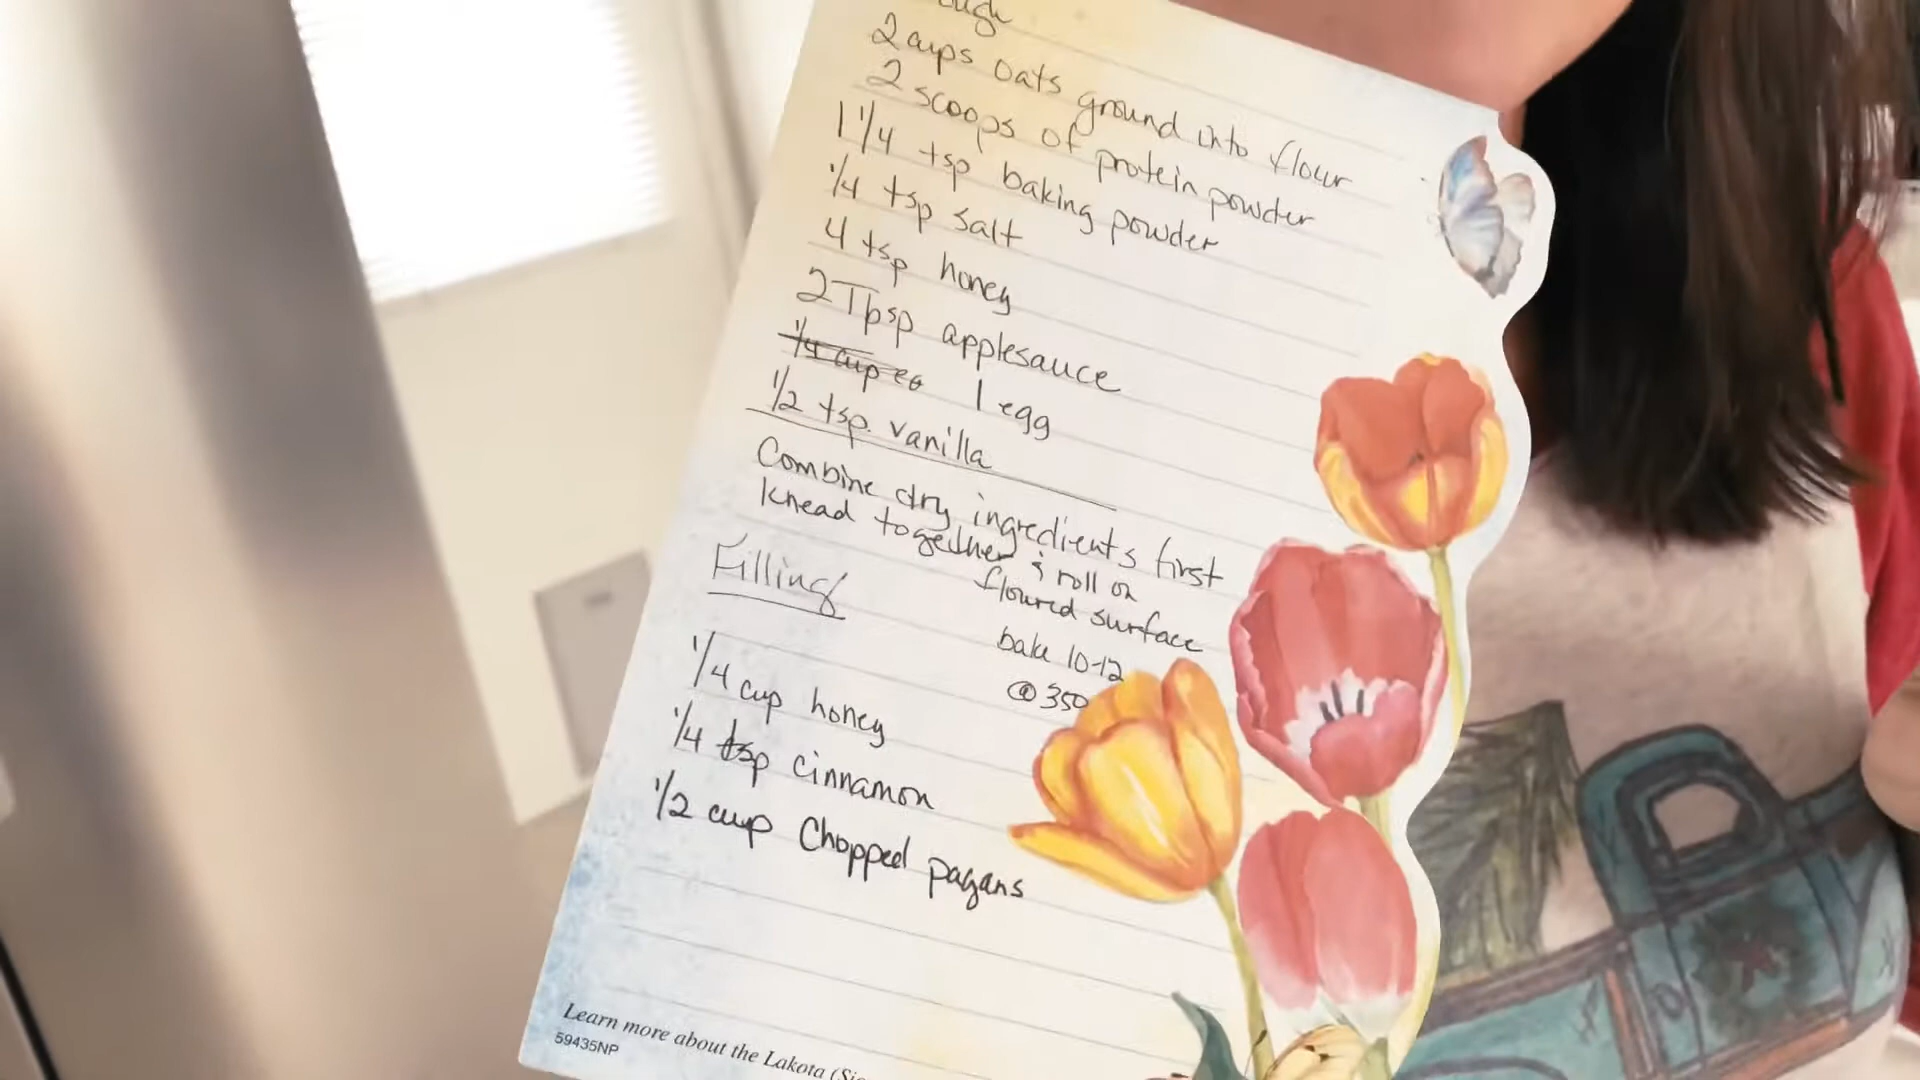 2 cups oats ground into flour
2 scoops of protein powder
1 1/4 tsp baking powder
1/4 tsp salt
4 tsp honey
2 Tbsp applesauce
1/4 cup eg 1 egg
1/2 tsp. vanilla
Combine dry ingredients first
knead together & roll on
floured surface
bake 10-12
@ 350
Filling
1/4 cup honey
1/4 tsp cinnamon
1/2 cup Chopped pagans
Learn more about the Lakota
59435NP